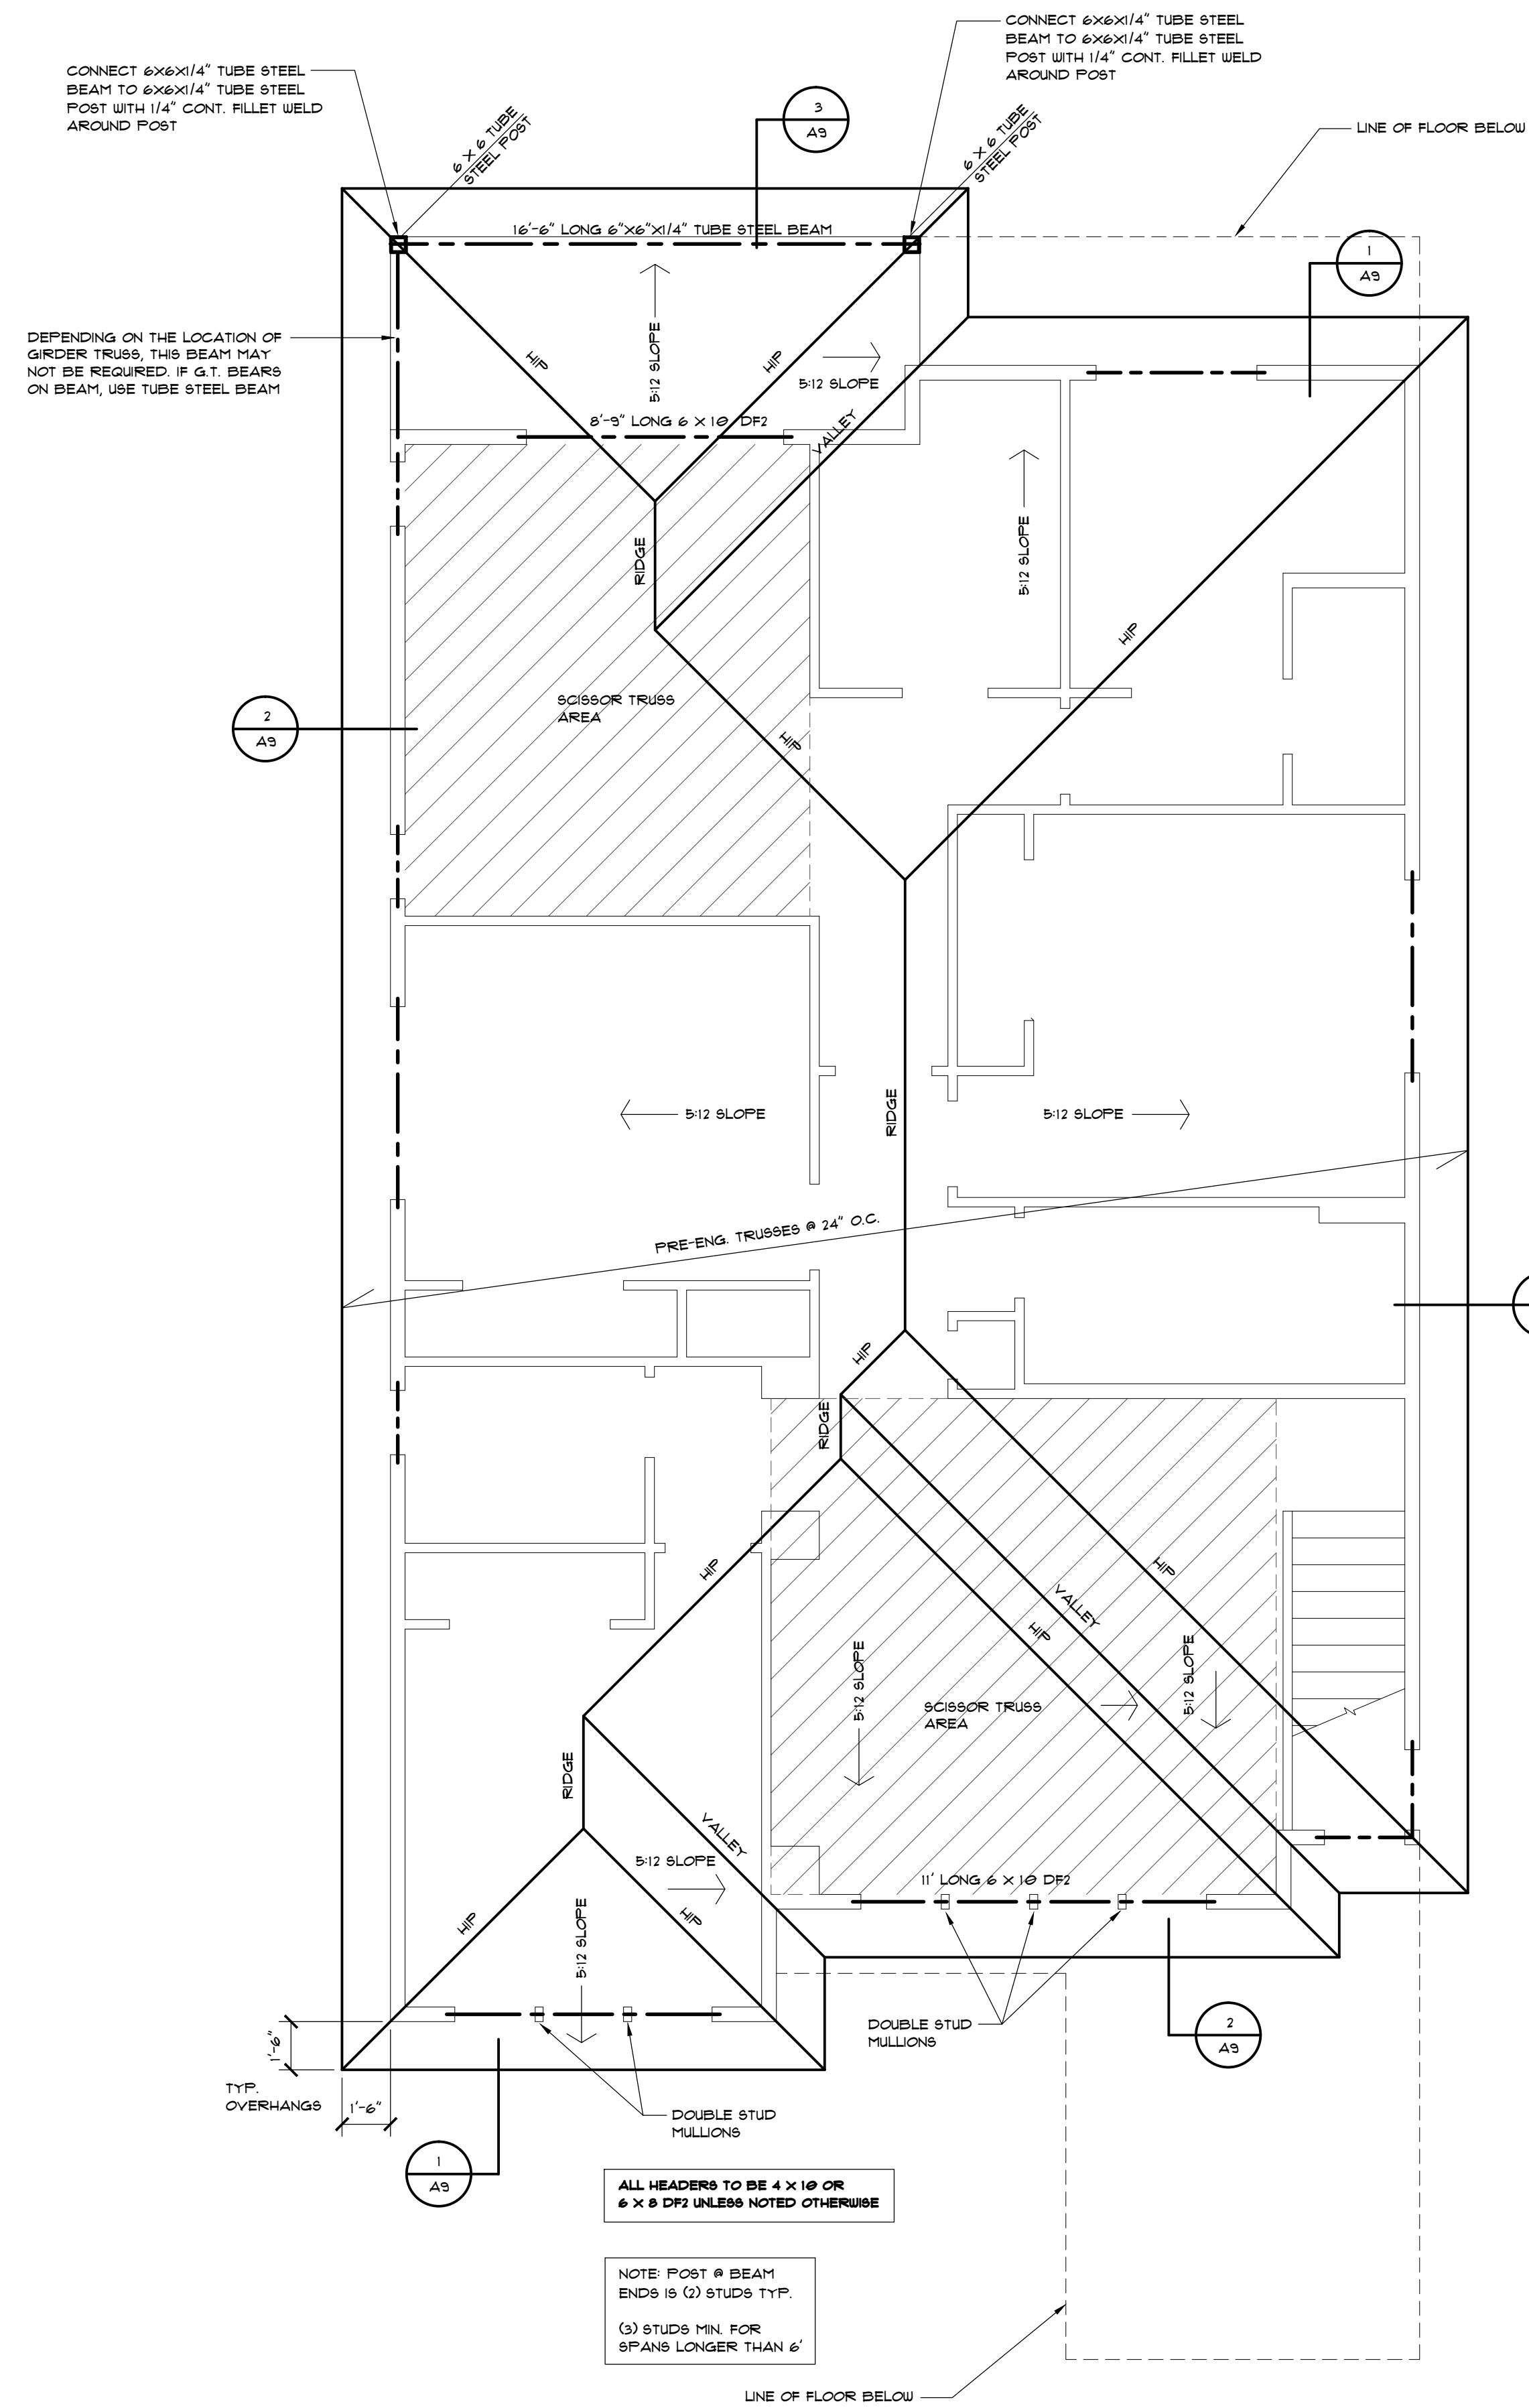 CONNECT 6X6X1/4" TUBE STEEL
BEAM TO 6X6X1/4" TUBE STEEL
POST WITH 1/4" CONT. FILLET WELD
AROUND POST
CONNECT 6X6X1/4" TUBE STEEL
BEAM TO 6X6X1/4" TUBE STEEL
POST WITH 1/4" CONT. FILLET WELD
AROUND POST
3
A9
6 X 6 TUBE
STEEL POST
6 X 6 TUBE
STEEL POST
LINE OF FLOOR BELOW
16'-6" LONG 6"X6"X1/4" TUBE STEEL BEAM
1
A9
DEPENDING ON THE LOCATION OF
GIRDER TRUSS, THIS BEAM MAY
NOT BE REQUIRED. IF G.T. BEARS
ON BEAM, USE TUBE STEEL BEAM
HIP
5:12 SLOPE
HIP
5:12 SLOPE
8'-9" LONG 6 X 10 DF2
VALLEY
RIDGE
5:12 SLOPE
HIP
SCISSOR TRUSS
AREA
2
A9
HIP
RIDGE
5:12 SLOPE
5:12 SLOPE
PRE-ENG. TRUSSES @ 24" O.C.
HIP
RIDGE
HIP
HIP
VALLEY
HIP
5:12 SLOPE
5:12 SLOPE
SCISSOR TRUSS
AREA
RIDGE
VALLEY
5:12 SLOPE
11' LONG 6 X 10 DF2
HIP
5:12 SLOPE
HIP
DOUBLE STUD
MULLIONS
2
A9
1'-6"
TYP.
OVERHANGS
1'-6"
DOUBLE STUD
MULLIONS
1
A9
ALL HEADERS TO BE 4 X 10 OR
6 X 8 DF2 UNLESS NOTED OTHERWISE
NOTE: POST @ BEAM
ENDS IS (2) STUDS TYP.
(3) STUDS MIN. FOR
SPANS LONGER THAN 6'
LINE OF FLOOR BELOW